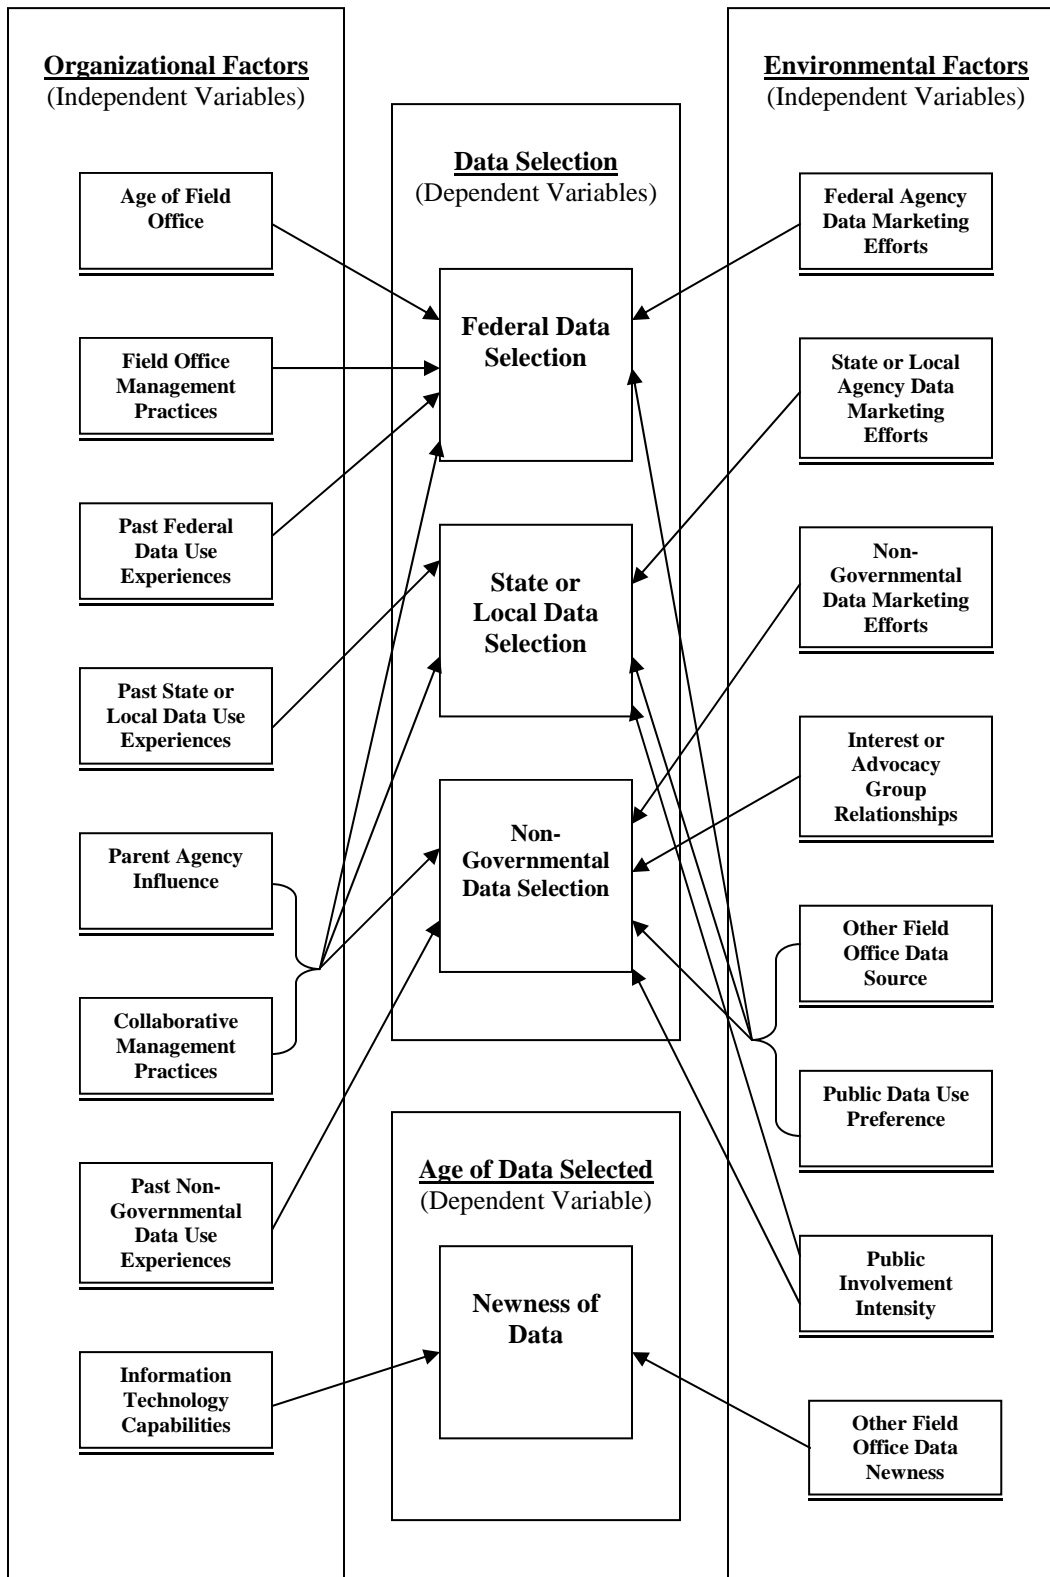 Organizational Factors
(Independent Variables)
Age of Field
Office
Field Office
Management
Practices
Past Federal
Data Use
Experiences
Past State or
Local Data Use
Experiences
Parent Agency
Influence
Collaborative
Management
Practices
Past Non-
Governmental
Data Use
Experiences
Information
Technology
Capabilities
Data Selection
(Dependent Variables)
Federal Data
Selection
State or
Local Data
Selection
Non-
Governmental
Data Selection
Age of Data Selected
(Dependent Variable)
Newness of
Data
Environmental Factors
(Independent Variables)
Federal Agency
Data Marketing
Efforts
State or Local
Agency Data
Marketing
Efforts
Non-
Governmental
Data Marketing
Efforts
Interest or
Advocacy
Group
Relationships
Other Field
Office Data
Source
Public Data Use
Preference
Public
Involvement
Intensity
Other Field
Office Data
Newness